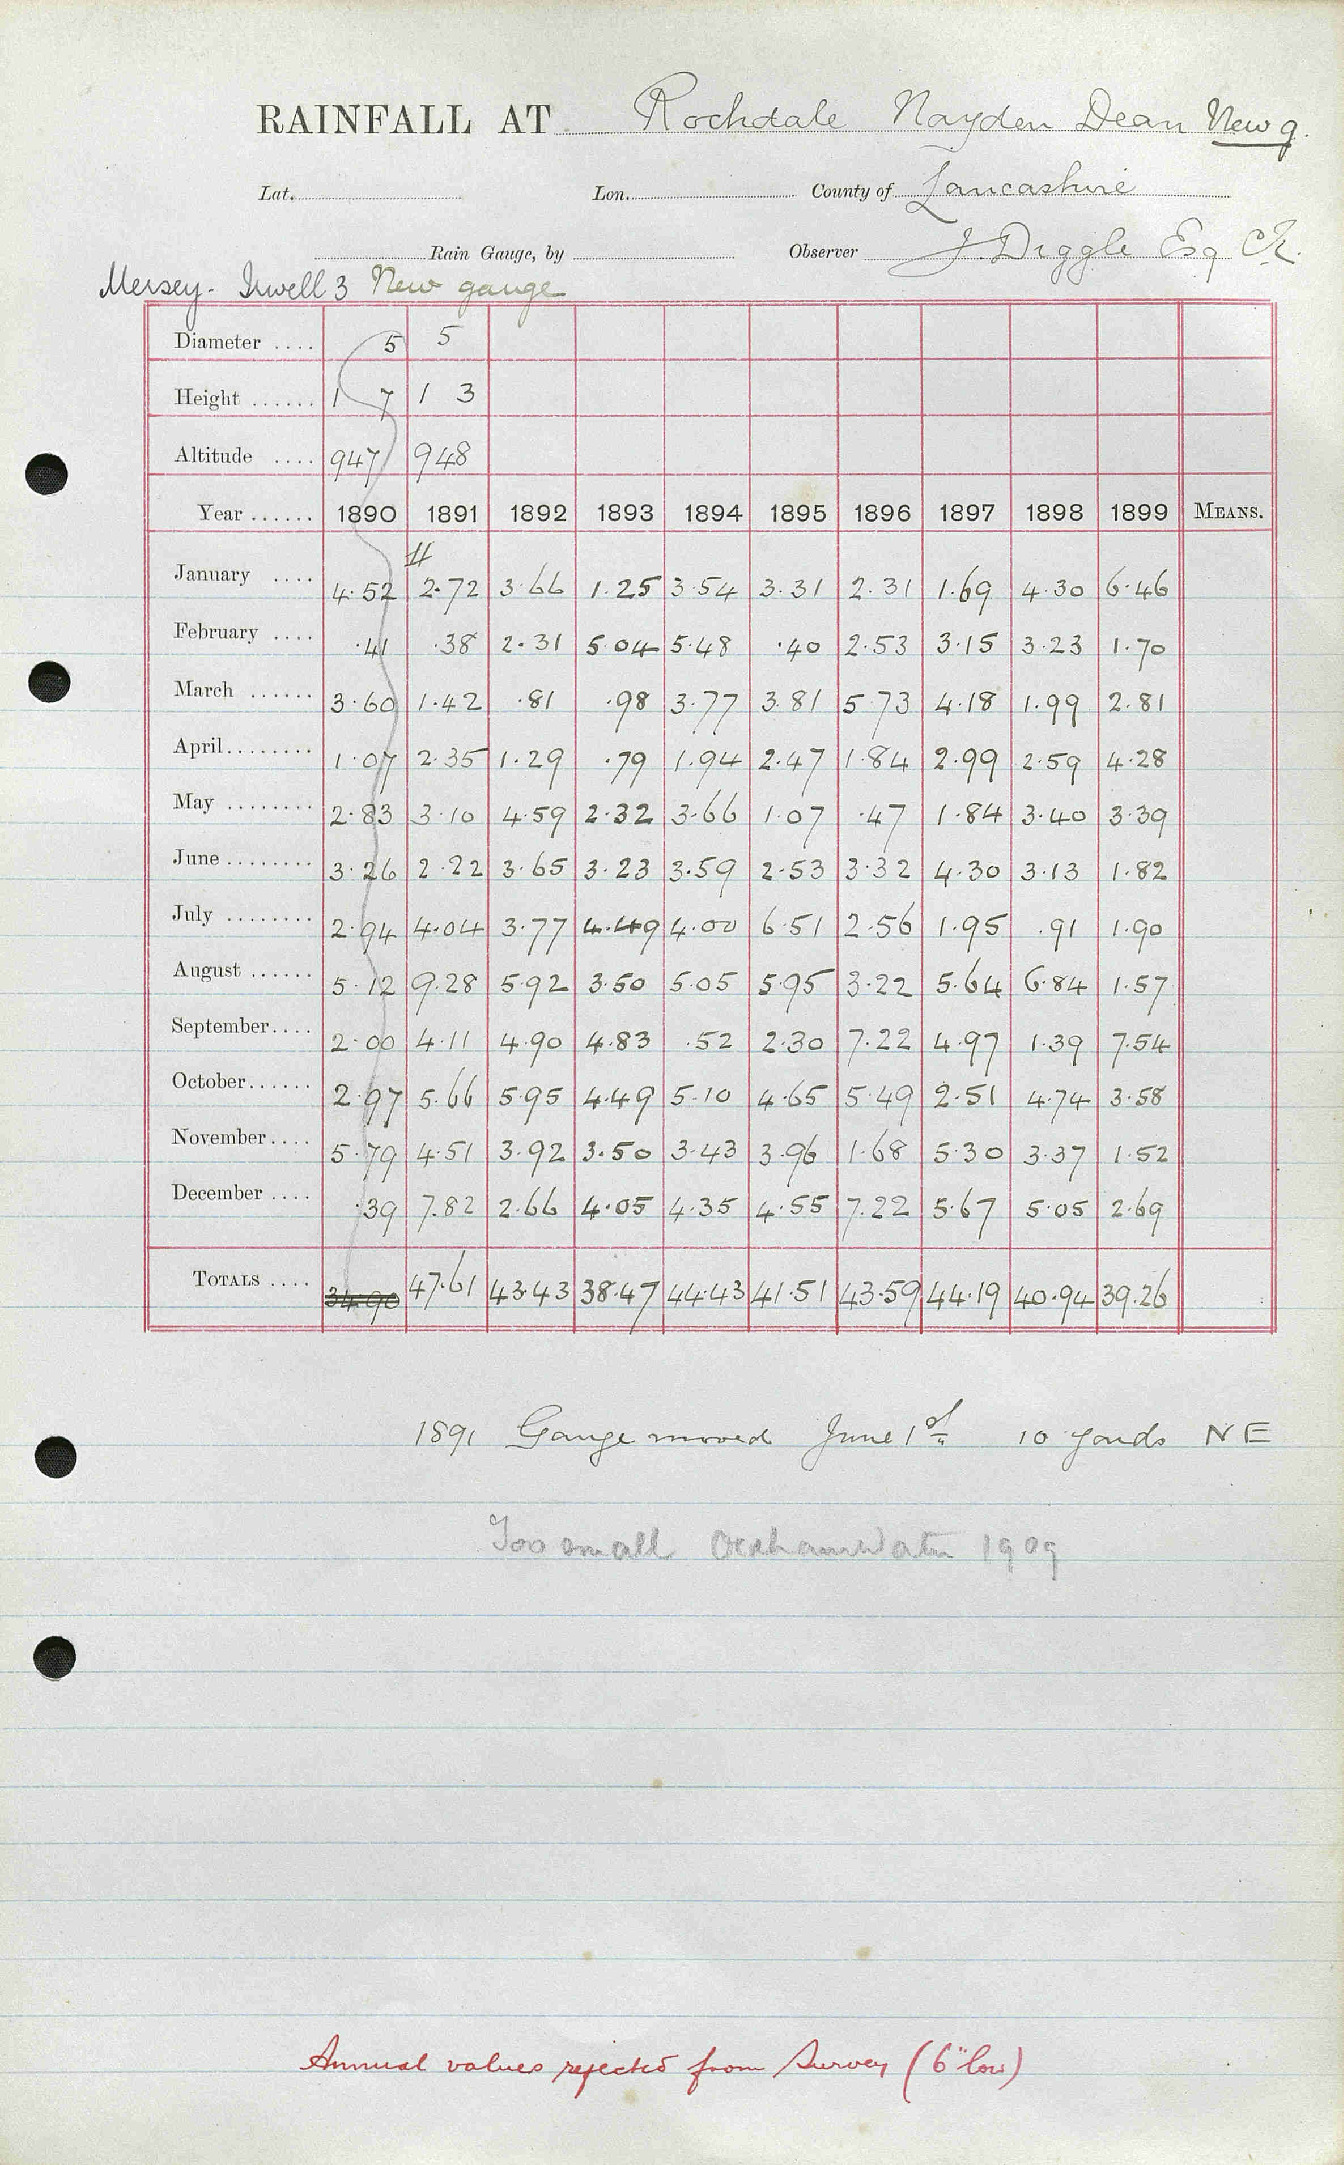 RAINFALL AT Rochdale Nayden Dean New g.
Lat. Lon. County of Lancashire
Rain Gauge, by Observer J. Diggle Esq CE.
Mersey. Irwell 3 New gauge
Diameter .... 5 5
Height ...... 1 7 1 3
Altitude .... 947 948
Year ...... 1890 1891 1892 1893 1894 1895 1896 1897 1898 1899 MEANS.
January .... 4.52 2.72 3.66 1.25 3.54 3.31 2.31 1.69 4.30 6.46
February .... .41 .38 2.31 5.04 5.48 .40 2.53 3.15 3.23 1.70
March ...... 3.60 1.42 .81 .98 3.77 3.81 5.73 4.18 1.99 2.81
April ........ 1.07 2.35 1.29 .79 1.94 2.47 1.84 2.99 2.59 4.28
May ........ 2.83 3.10 4.59 2.32 3.66 1.07 .47 1.84 3.40 3.39
June ........ 3.26 2.22 3.65 3.23 3.59 2.53 3.32 4.30 3.13 1.82
July ........ 2.94 4.04 3.77 4.49 4.00 6.51 2.56 1.95 .91 1.90
August ...... 5.12 9.28 5.92 3.50 5.05 5.95 3.22 5.64 6.84 1.57
September .... 2.00 4.11 4.90 4.83 .52 2.30 7.22 4.97 1.39 7.54
October ...... 2.97 5.66 5.95 4.49 5.10 4.65 5.49 2.51 4.74 3.58
November .... 5.79 4.51 3.92 3.50 3.43 3.96 1.68 5.30 3.37 1.52
December .... .39 7.82 2.66 4.05 4.35 4.55 7.22 5.67 5.05 2.69
TOTALS .... 34.90 47.61 43.43 38.47 44.43 41.51 43.59 44.19 40.94 39.26
1891 Gauge moved June 1st 10 yards NE
Too small 1909
Annual values rejected from Survey (6" low)